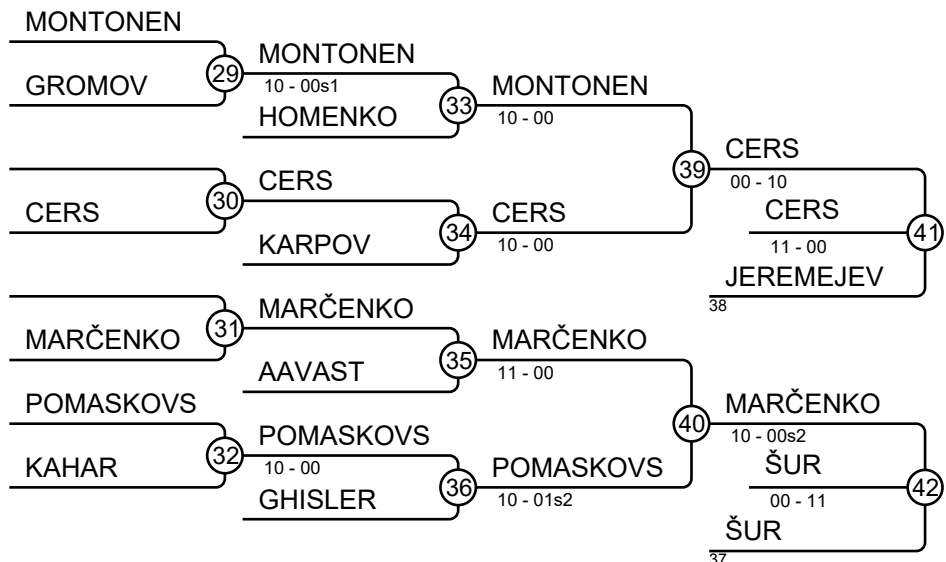 MONTONEN
GROMOV
29
MONTONEN
10 - 00s1
HOMENKO
33
MONTONEN
10 - 00
39
CERS
00 - 10
CERS
11 - 00
JEREMEJEV
38
41
CERS
30
CERS
KARPOV
34
CERS
10 - 00
MARČENKO
31
MARČENKO
AAVAST
35
MARČENKO
11 - 00
40
MARČENKO
10 - 00s2
ŠUR
00 - 11
ŠUR
37
42
POMASKOVS
KAHAR
32
POMASKOVS
10 - 00
GHISLER
36
POMASKOVS
10 - 01s2